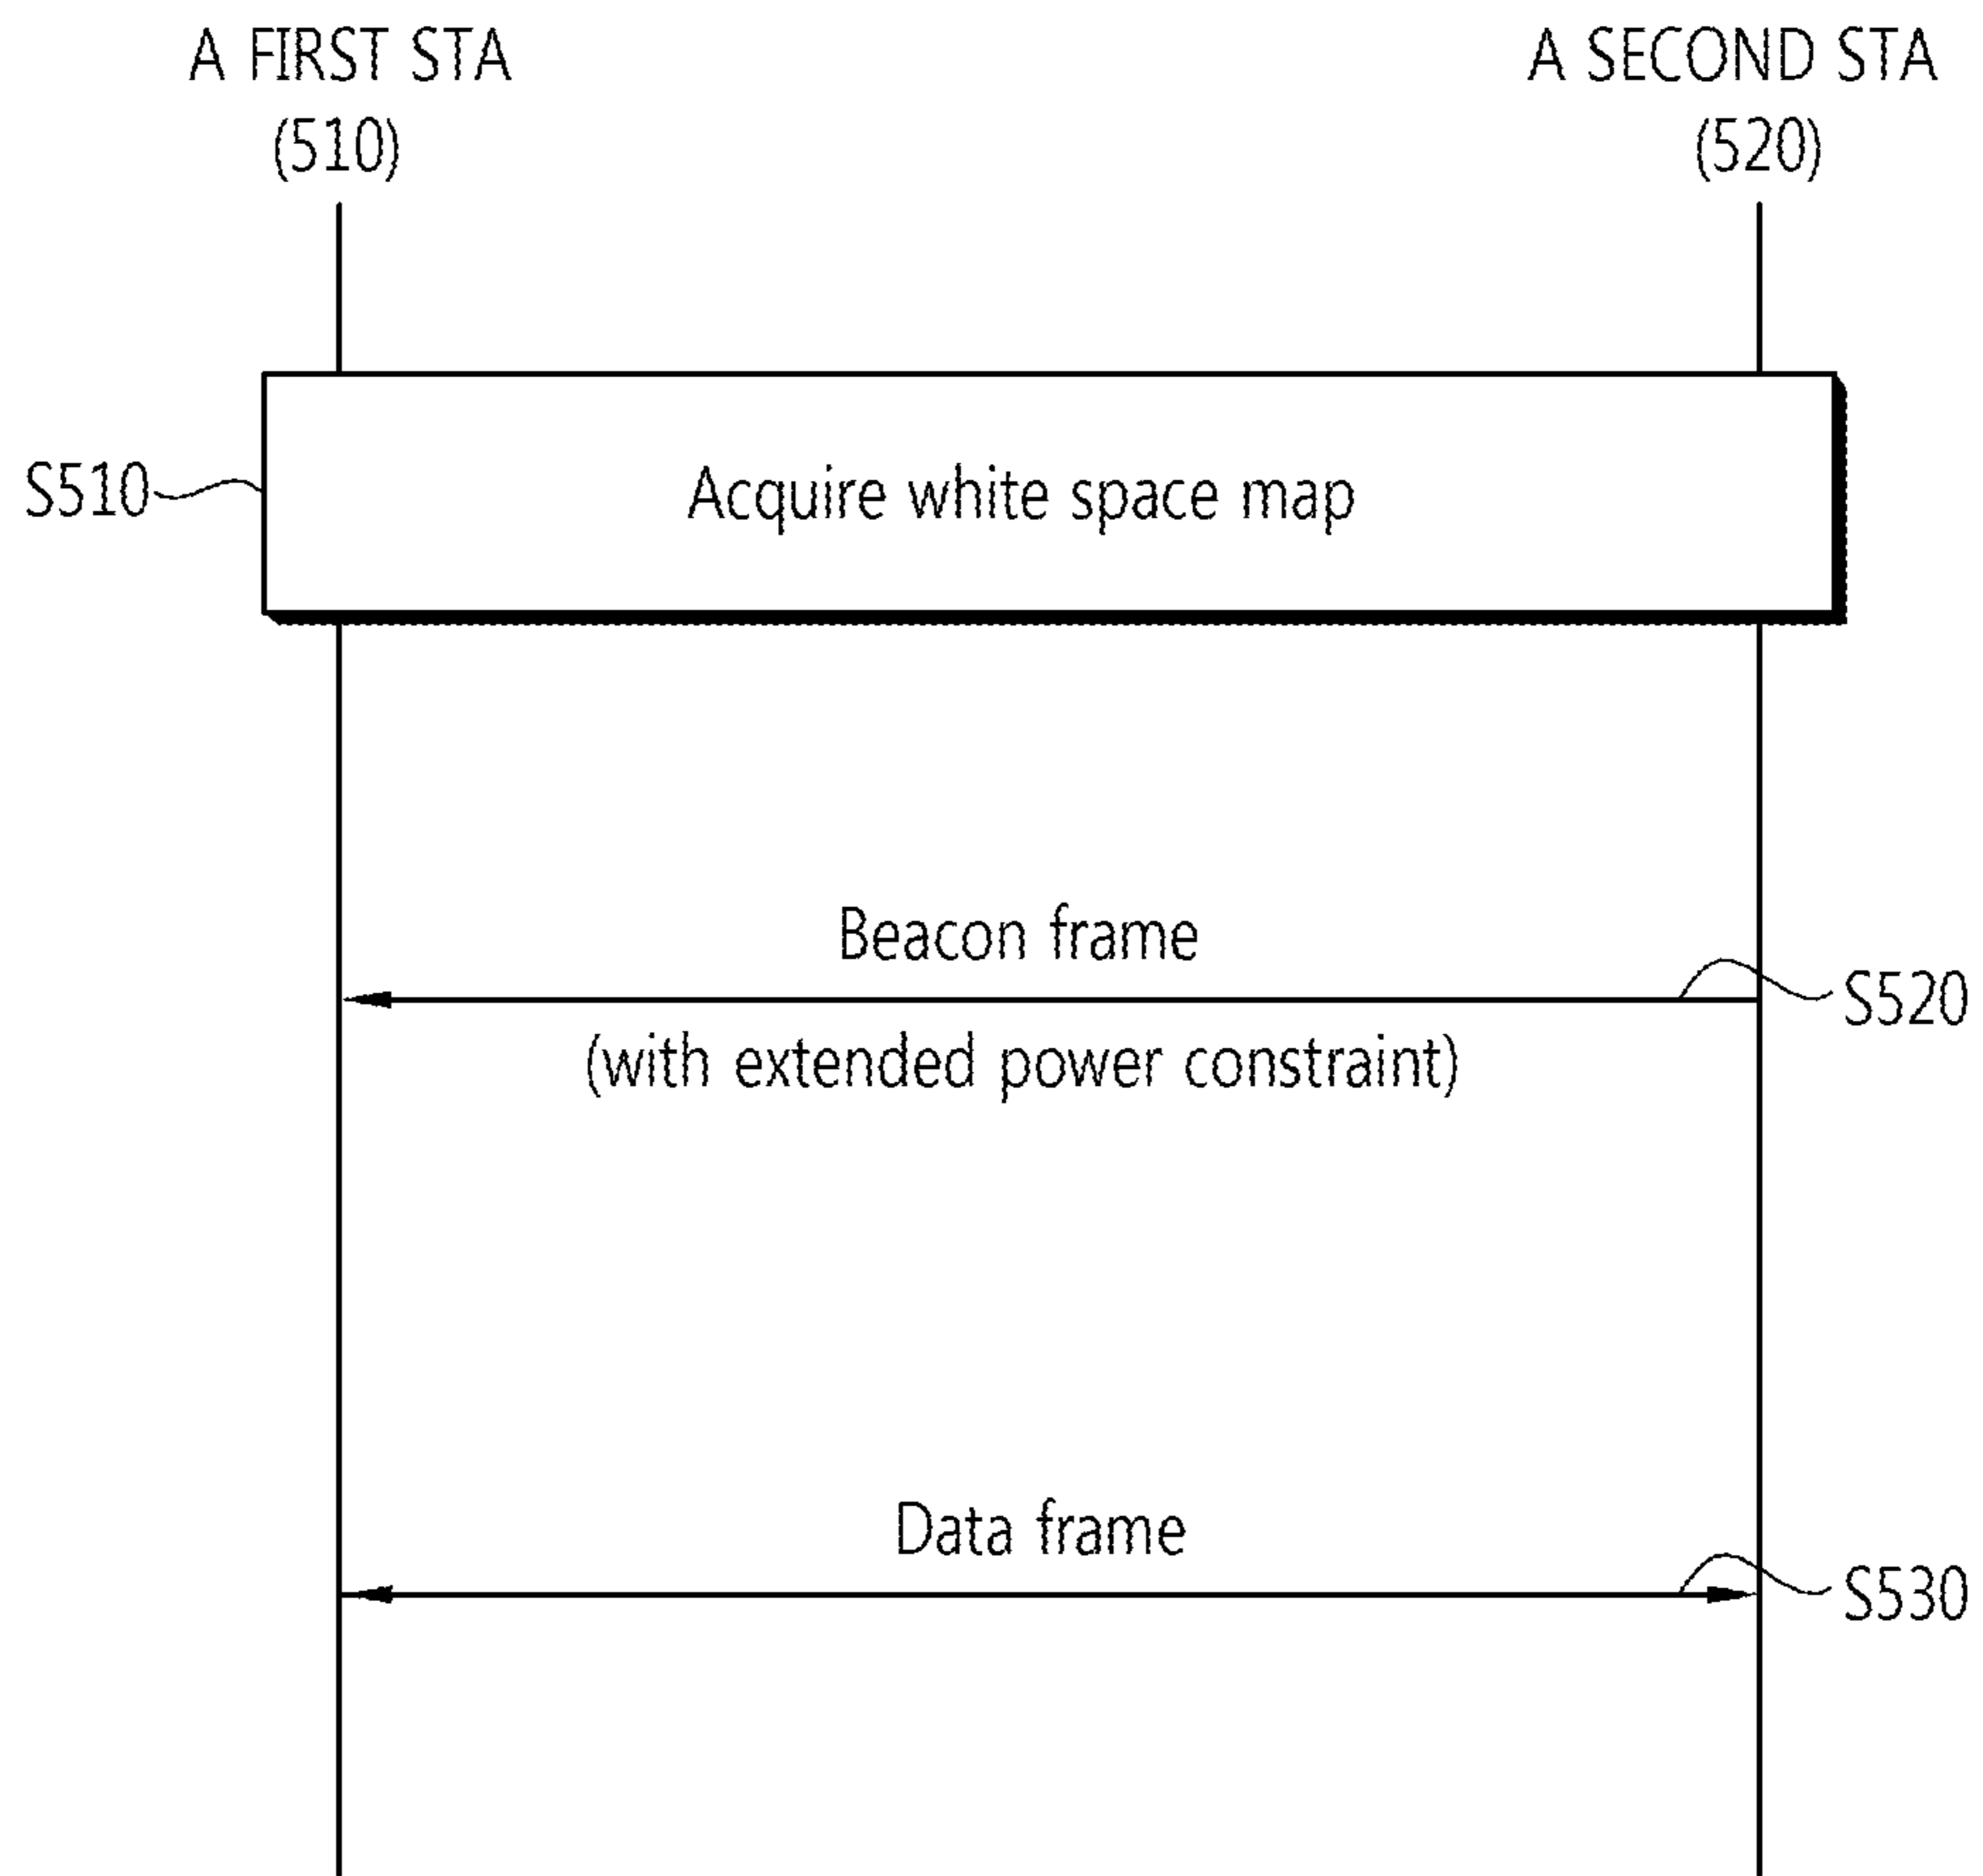 A FIRST STA
(510)
A SECOND STA
(520)
S510
Acquire white space map
Beacon frame
S520
(with extended power constraint)
Data frame
S530